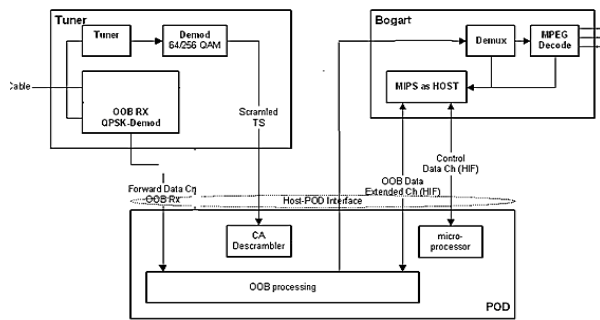 Tuner
Bogart
Tuner
Demod
64/256 QAM
Demux
MPEG
Decode
Cable
OOB RX
QPSK-Demod
MIPS as HOST
Scrambled
TS
Control
Data Ch (HIF)
OOB Data
Extended Ch (HIF)
Forward Data Ch
OOB Rx
Host-POD Interface
CA
Descrambler
micro-
processor
OOB processing
POD